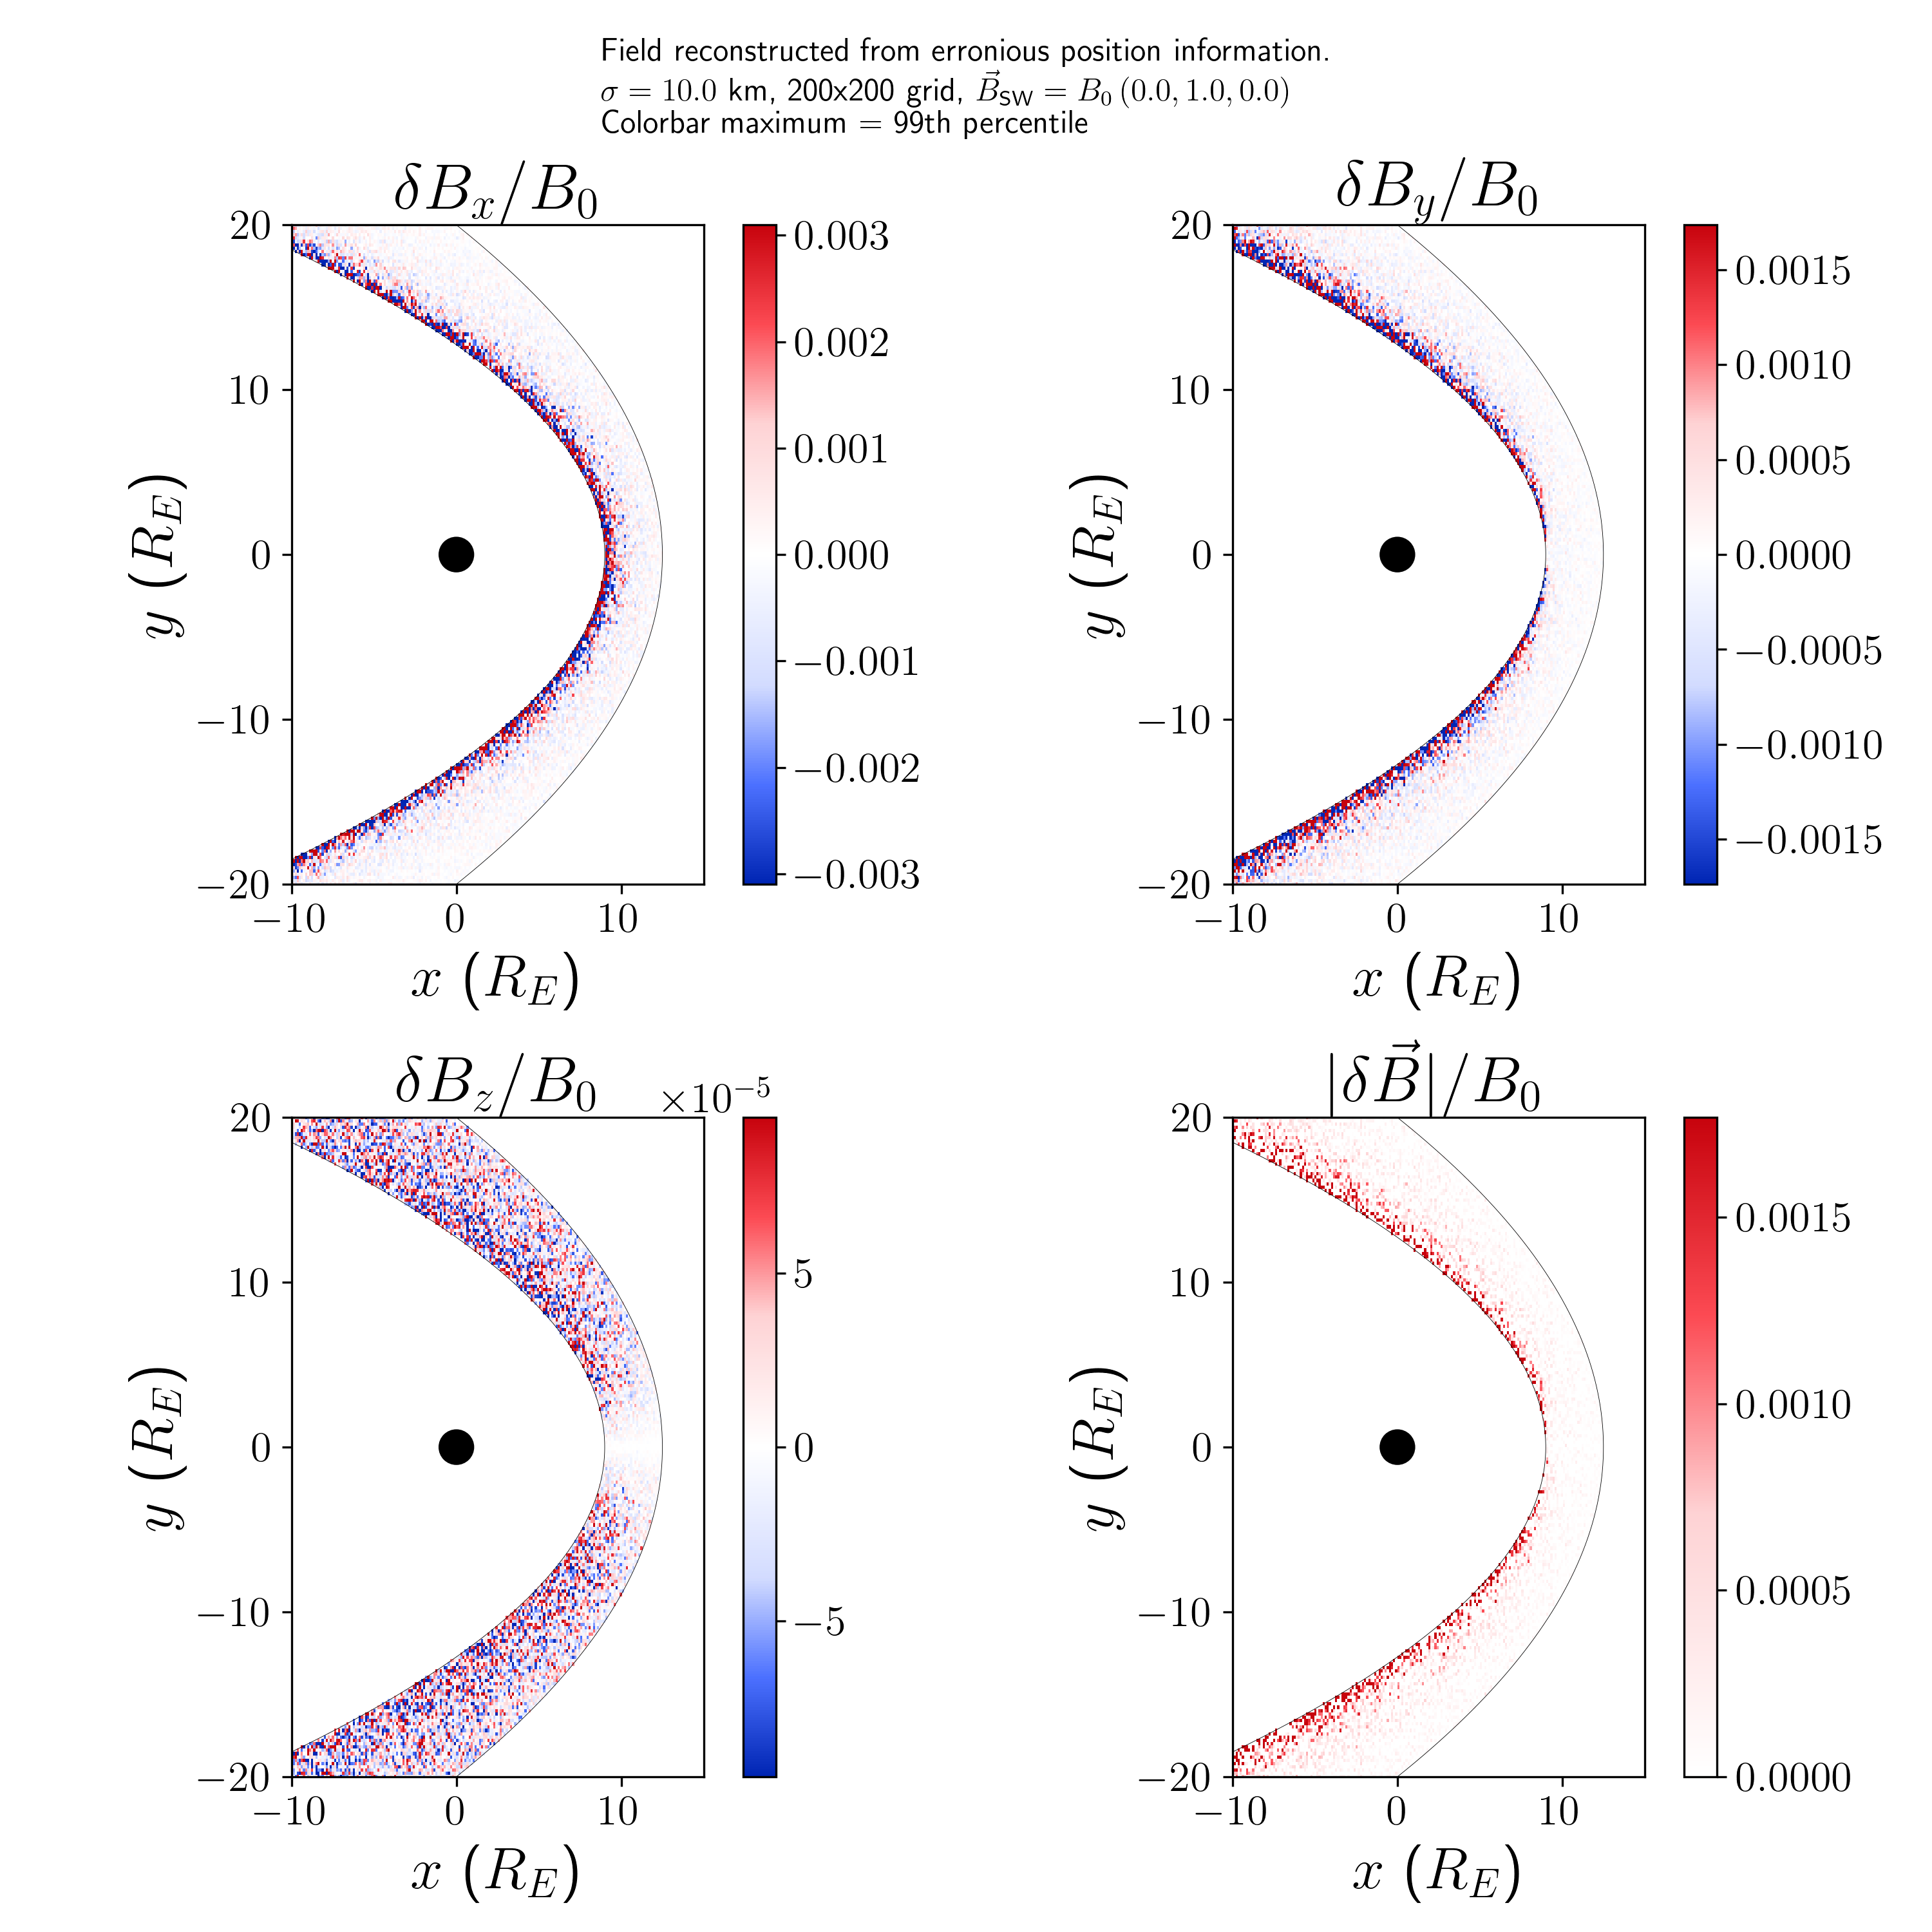 Field reconstructed from erronious position information.
σ = 10.0 km, 200x200 grid, B⃗_SW = B_0 (0.0, 1.0, 0.0)
Colorbar maximum = 99th percentile
δB_x/B_0
20
10
0
−10
−20
y (R_E)
−10 0 10
x (R_E)
0.003
0.002
0.001
0.000
−0.001
−0.002
−0.003
δB_y/B_0
20
10
0
−10
−20
y (R_E)
−10 0 10
x (R_E)
0.0015
0.0010
0.0005
0.0000
−0.0005
−0.0010
−0.0015
δB_z/B_0
×10^−5
20
10
0
−10
−20
y (R_E)
−10 0 10
x (R_E)
5
0
−5
|δB⃗|/B_0
20
10
0
−10
−20
y (R_E)
−10 0 10
x (R_E)
0.0015
0.0010
0.0005
0.0000